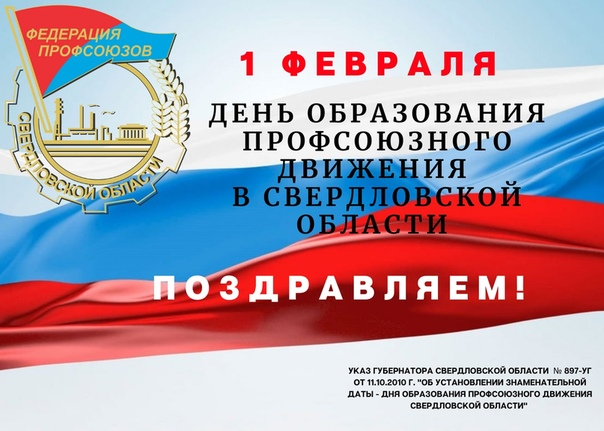 ФЕДЕРАЦИЯ
ПРОФСОЮЗОВ
СВЕРДЛОВСКОЙ ОБЛАСТИ
1 ФЕВРАЛЯ
ДЕНЬ ОБРАЗОВАНИЯ
ПРОФСОЮЗНОГО
ДВИЖЕНИЯ
В СВЕРДЛОВСКОЙ
ОБЛАСТИ
ПОЗДРАВЛЯЕМ!
УКАЗ ГУБЕРНАТОРА СВЕРДЛОВСКОЙ ОБЛАСТИ № 897-УГ
ОТ 11.10.2010 Г. "ОБ УСТАНОВЛЕНИИ ЗНАМЕНАТЕЛЬНОЙ
ДАТЫ - ДНЯ ОБРАЗОВАНИЯ ПРОФСОЮЗНОГО ДВИЖЕНИЯ
СВЕРДЛОВСКОЙ ОБЛАСТИ"